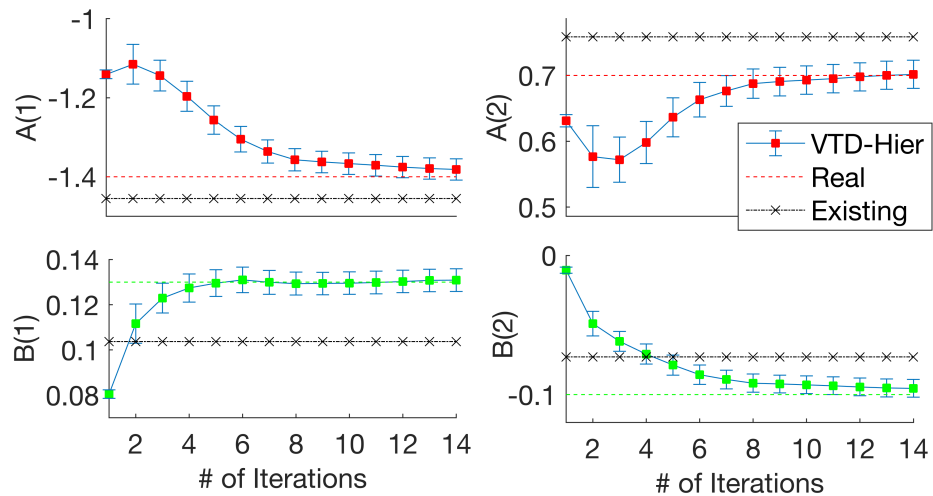 -1
-1.2
-1.4
A(1)
0.7
0.6
0.5
A(2)
VTD-Hier
Real
Existing
0.14
0.12
0.1
0.08
B(1)
2 4 6 8 10 12 14
# of Iterations
0
-0.1
B(2)
2 4 6 8 10 12 14
# of Iterations